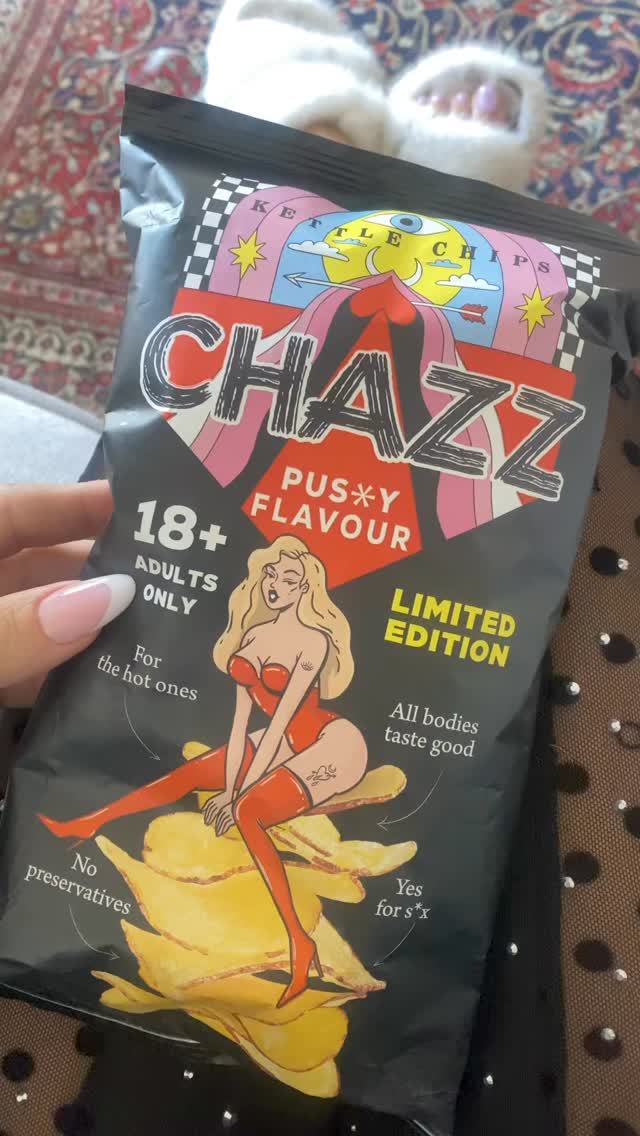 KETTLE CHIPS
CHAZZ
PUS*Y
FLAVOUR
18+
ADULTS
ONLY
LIMITED
EDITION
For
the hot ones
All bodies
taste good
No
preservatives
Yes
for s*x